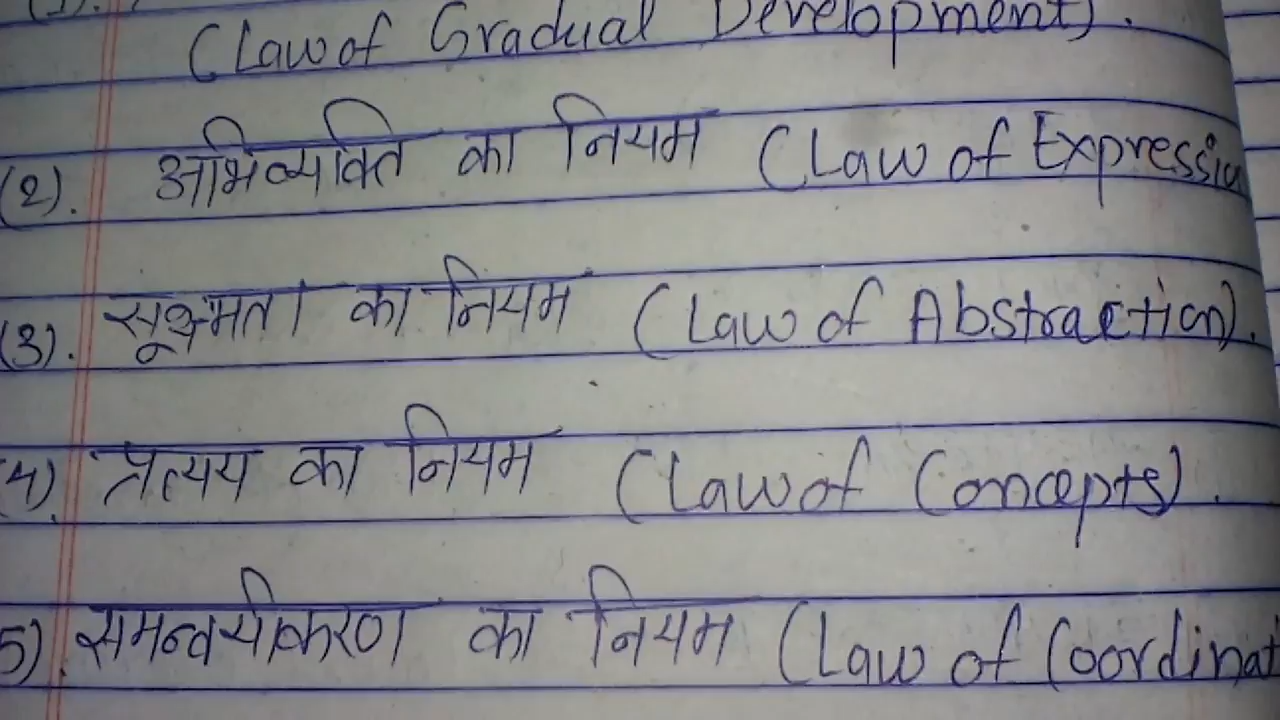 (Law of Gradual Development).
(2). अभिव्यक्ति का नियम (Law of Expressio
(3). सूक्ष्मता का नियम (Law of Abstraction).
(4). प्रत्यय का नियम (Law of Concepts).
5). समन्वयीकरण का नियम (Law of Coordinat